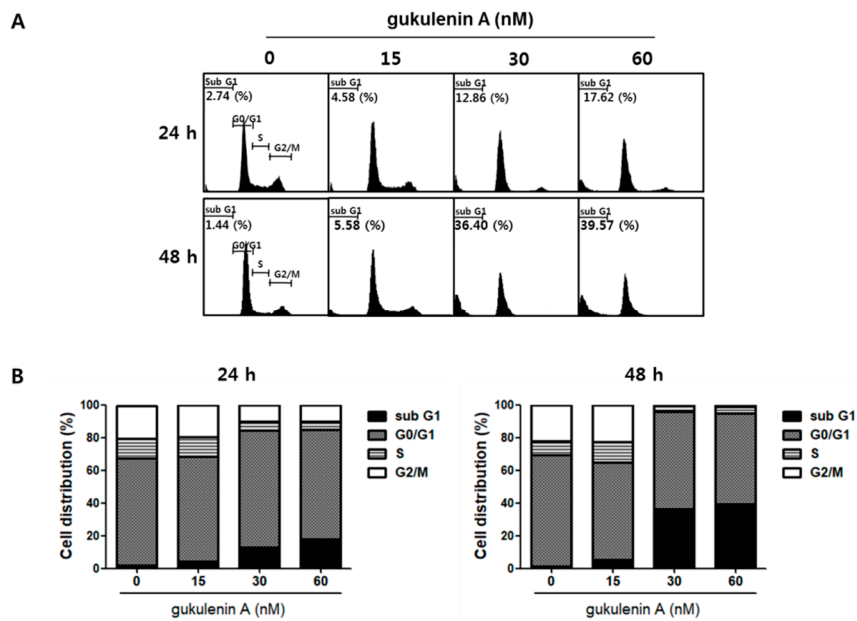 A
gukulenin A (nM)
0 15 30 60
24 h
Sub G1 sub G1 sub G1 sub G1
2.74 (%) 4.58 (%) 12.86 (%) 17.62 (%)
G0/G1
S
G2/M
48 h
sub G1 sub G1 sub G1 sub G1
1.44 (%) 5.58 (%) 36.40 (%) 39.57 (%)
G0/G1
S
G2/M
B
24 h
Cell distribution (%)
100
80
60
40
20
0
0 15 30 60
gukulenin A (nM)
sub G1
G0/G1
S
G2/M
48 h
Cell distribution (%)
100
80
60
40
20
0
0 15 30 60
gukulenin A (nM)
sub G1
G0/G1
S
G2/M